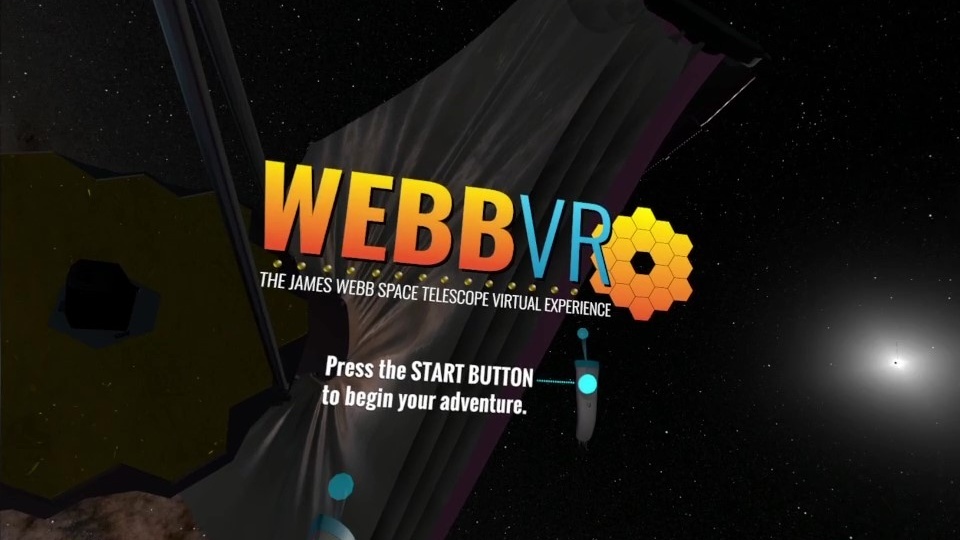 WEBBVR
THE JAMES WEBB SPACE TELESCOPE VIRTUAL EXPERIENCE
Press the START BUTTON
to begin your adventure.